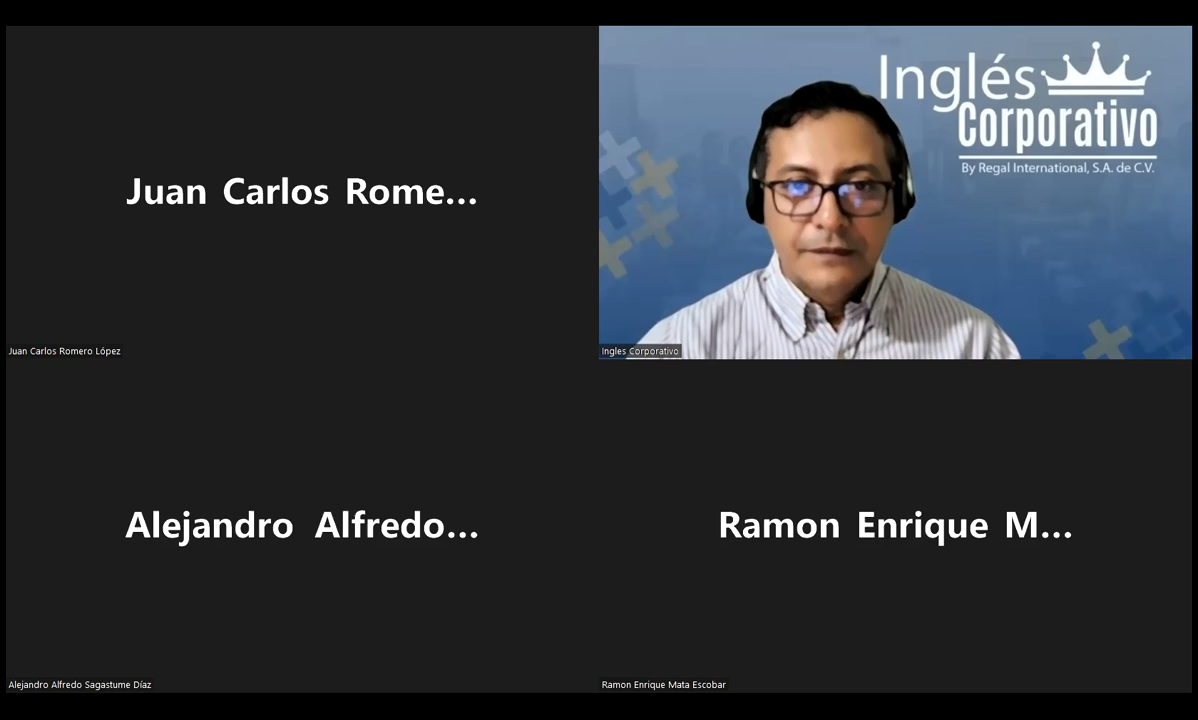 Juan Carlos Rome...
Juan Carlos Romero López
Inglés
Corporativo
By Regal International, S.A. de C.V.
Ingles Corporativo
Alejandro Alfredo...
Alejandro Alfredo Sagastume Díaz
Ramon Enrique M...
Ramon Enrique Mata Escobar